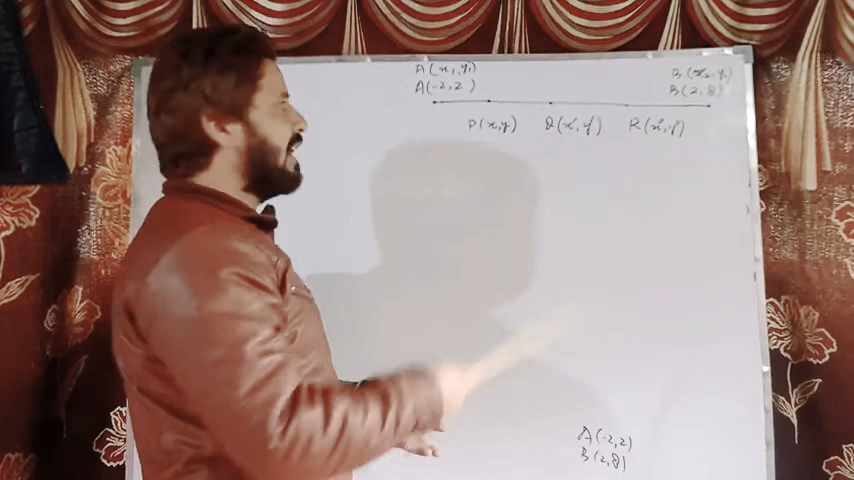 A(x₁,y₁)
A(-2,2)
B(x₂,y₂)
B(2,8)
P(x,y) Q(x',y') R(x'',y'')
A(-2,2)
B(2,8)